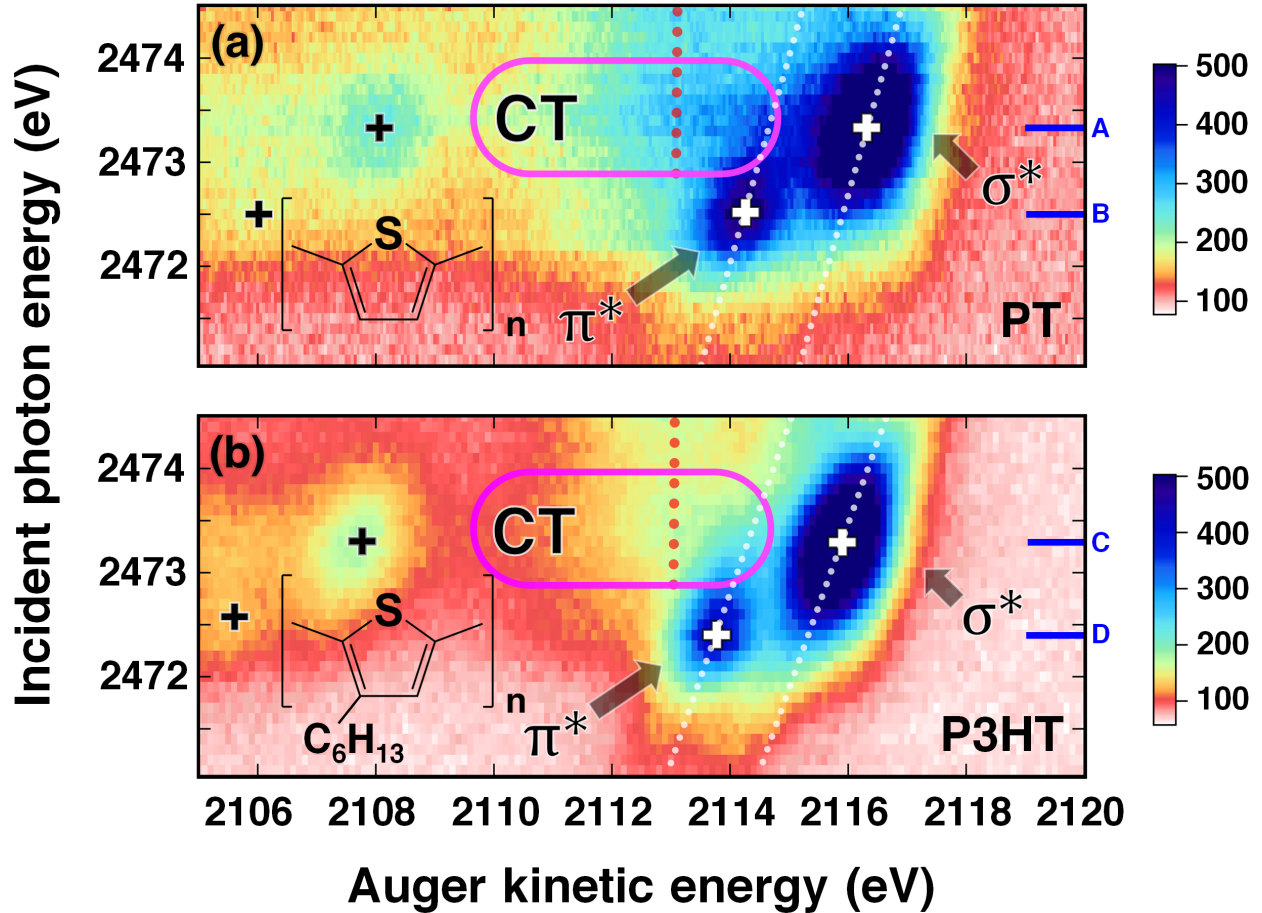 Incident photon energy (eV)
(a)
2474
2473
2472
CT
S
n
π*
σ*
PT
A
B
500
400
300
200
100
(b)
2474
2473
2472
CT
S
n
C₆H₁₃
π*
σ*
P3HT
C
D
500
400
300
200
100
2106 2108 2110 2112 2114 2116 2118 2120
Auger kinetic energy (eV)